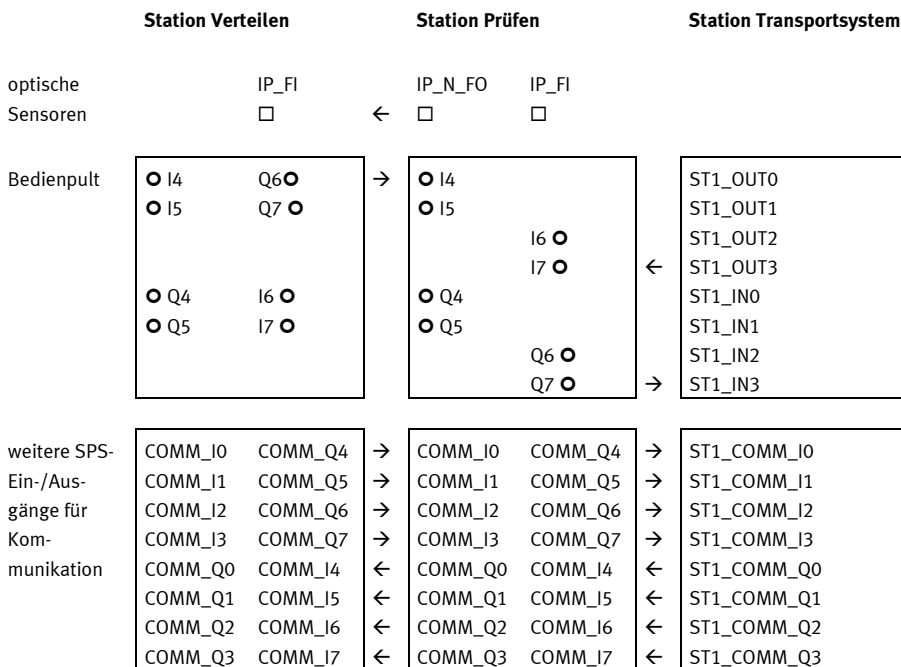 Station Verteilen Station Prüfen Station Transportsystem
optische IP_FI IP_N_FO IP_FI
Sensoren ☐ ← ☐ ☐
Bedienpult I4 Q6 → I4 ST1_OUT0
I5 Q7 I5 ST1_OUT1
I6 ST1_OUT2
I7 ← ST1_OUT3
Q4 I6 Q4 ST1_IN0
Q5 I7 Q5 ST1_IN1
Q6 ST1_IN2
Q7 → ST1_IN3
weitere SPS- COMM_I0 COMM_Q4 → COMM_I0 COMM_Q4 → ST1_COMM_I0
Ein-/Aus- COMM_I1 COMM_Q5 → COMM_I1 COMM_Q5 → ST1_COMM_I1
gänge für COMM_I2 COMM_Q6 → COMM_I2 COMM_Q6 → ST1_COMM_I2
Kom- COMM_I3 COMM_Q7 → COMM_I3 COMM_Q7 → ST1_COMM_I3
munikation COMM_Q0 COMM_I4 ← COMM_Q0 COMM_I4 ← ST1_COMM_Q0
COMM_Q1 COMM_I5 ← COMM_Q1 COMM_I5 ← ST1_COMM_Q1
COMM_Q2 COMM_I6 ← COMM_Q2 COMM_I6 ← ST1_COMM_Q2
COMM_Q3 COMM_I7 ← COMM_Q3 COMM_I7 ← ST1_COMM_Q3